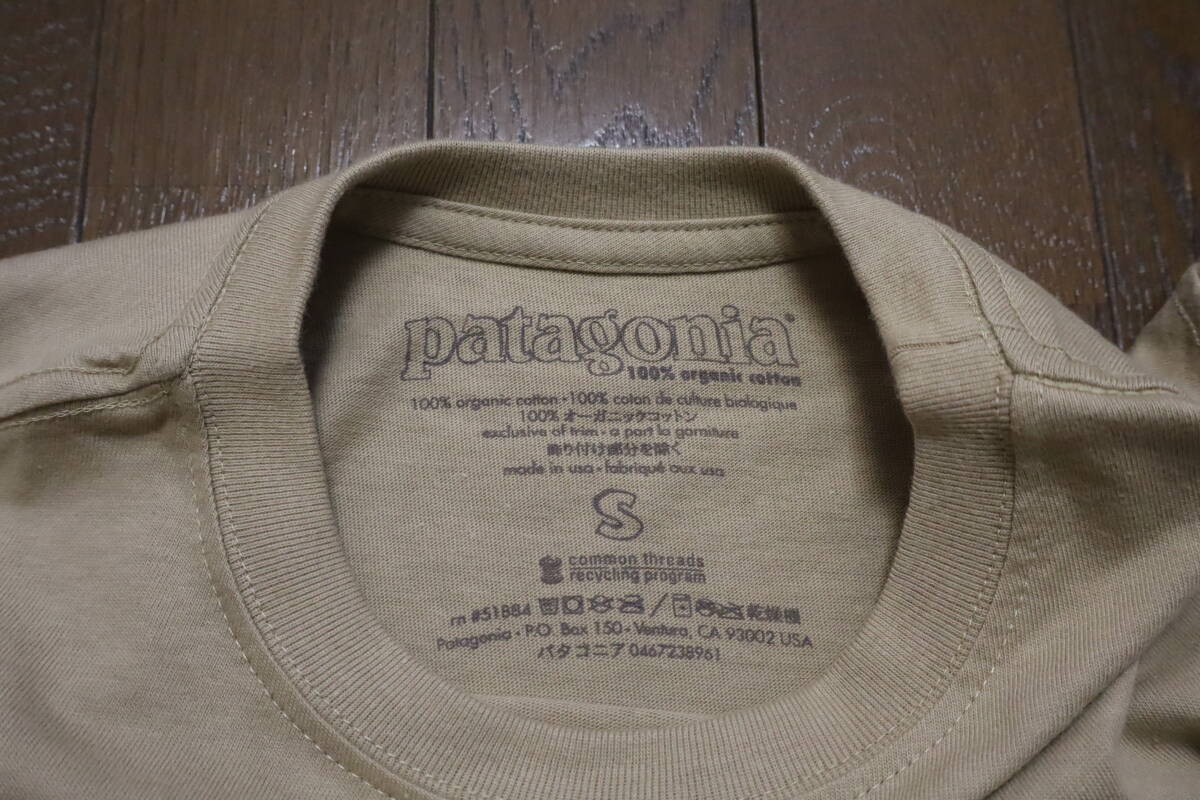 patagonia®
100% organic cotton
100% organic cotton • 100% coton de culture biologique
100% オーガニックコットン
exclusive of trim • a part la garniture
飾り付け部分を除く
made in usa • fabriqué aux usa
S
common threads
recycling program
rn #51884 / 乾燥機
Patagonia • P.O. Box 150 • Ventura, CA 93002 USA
パタゴニア 0467238961